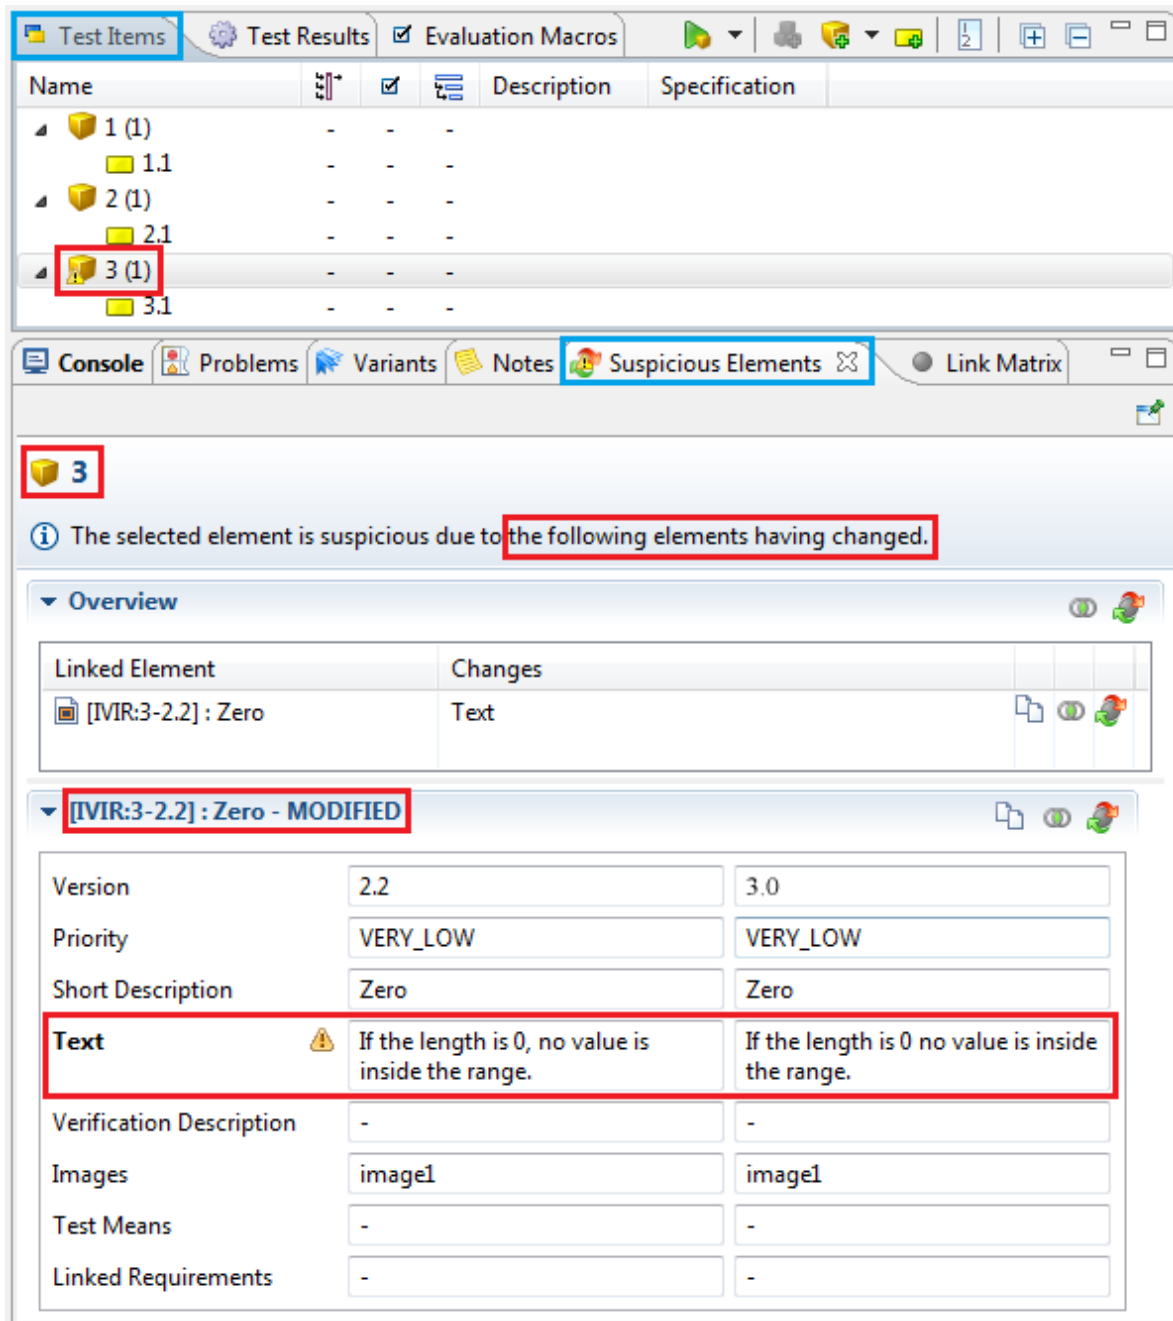 Test Items Test Results Evaluation Macros
Name Description Specification
1 (1) - - -
1.1 - - -
2 (1) - - -
2.1 - - -
3 (1) - - -
3.1 - - -
Console Problems Variants Notes Suspicious Elements Link Matrix
3
The selected element is suspicious due to the following elements having changed.
Overview
Linked Element Changes
[IVIR:3-2.2] : Zero Text
[IVIR:3-2.2] : Zero - MODIFIED
Version 2.2 3.0
Priority VERY_LOW VERY_LOW
Short Description Zero Zero
Text If the length is 0, no value is If the length is 0 no value is inside
inside the range. the range.
Verification Description - -
Images image1 image1
Test Means - -
Linked Requirements - -